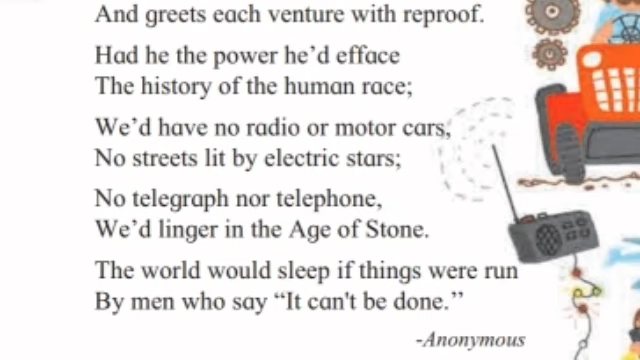 And greets each venture with reproof.
Had he the power he'd efface
The history of the human race;
We'd have no radio or motor cars,
No streets lit by electric stars;
No telegraph nor telephone,
We'd linger in the Age of Stone.
The world would sleep if things were run
By men who say “It can't be done.”
-Anonymous